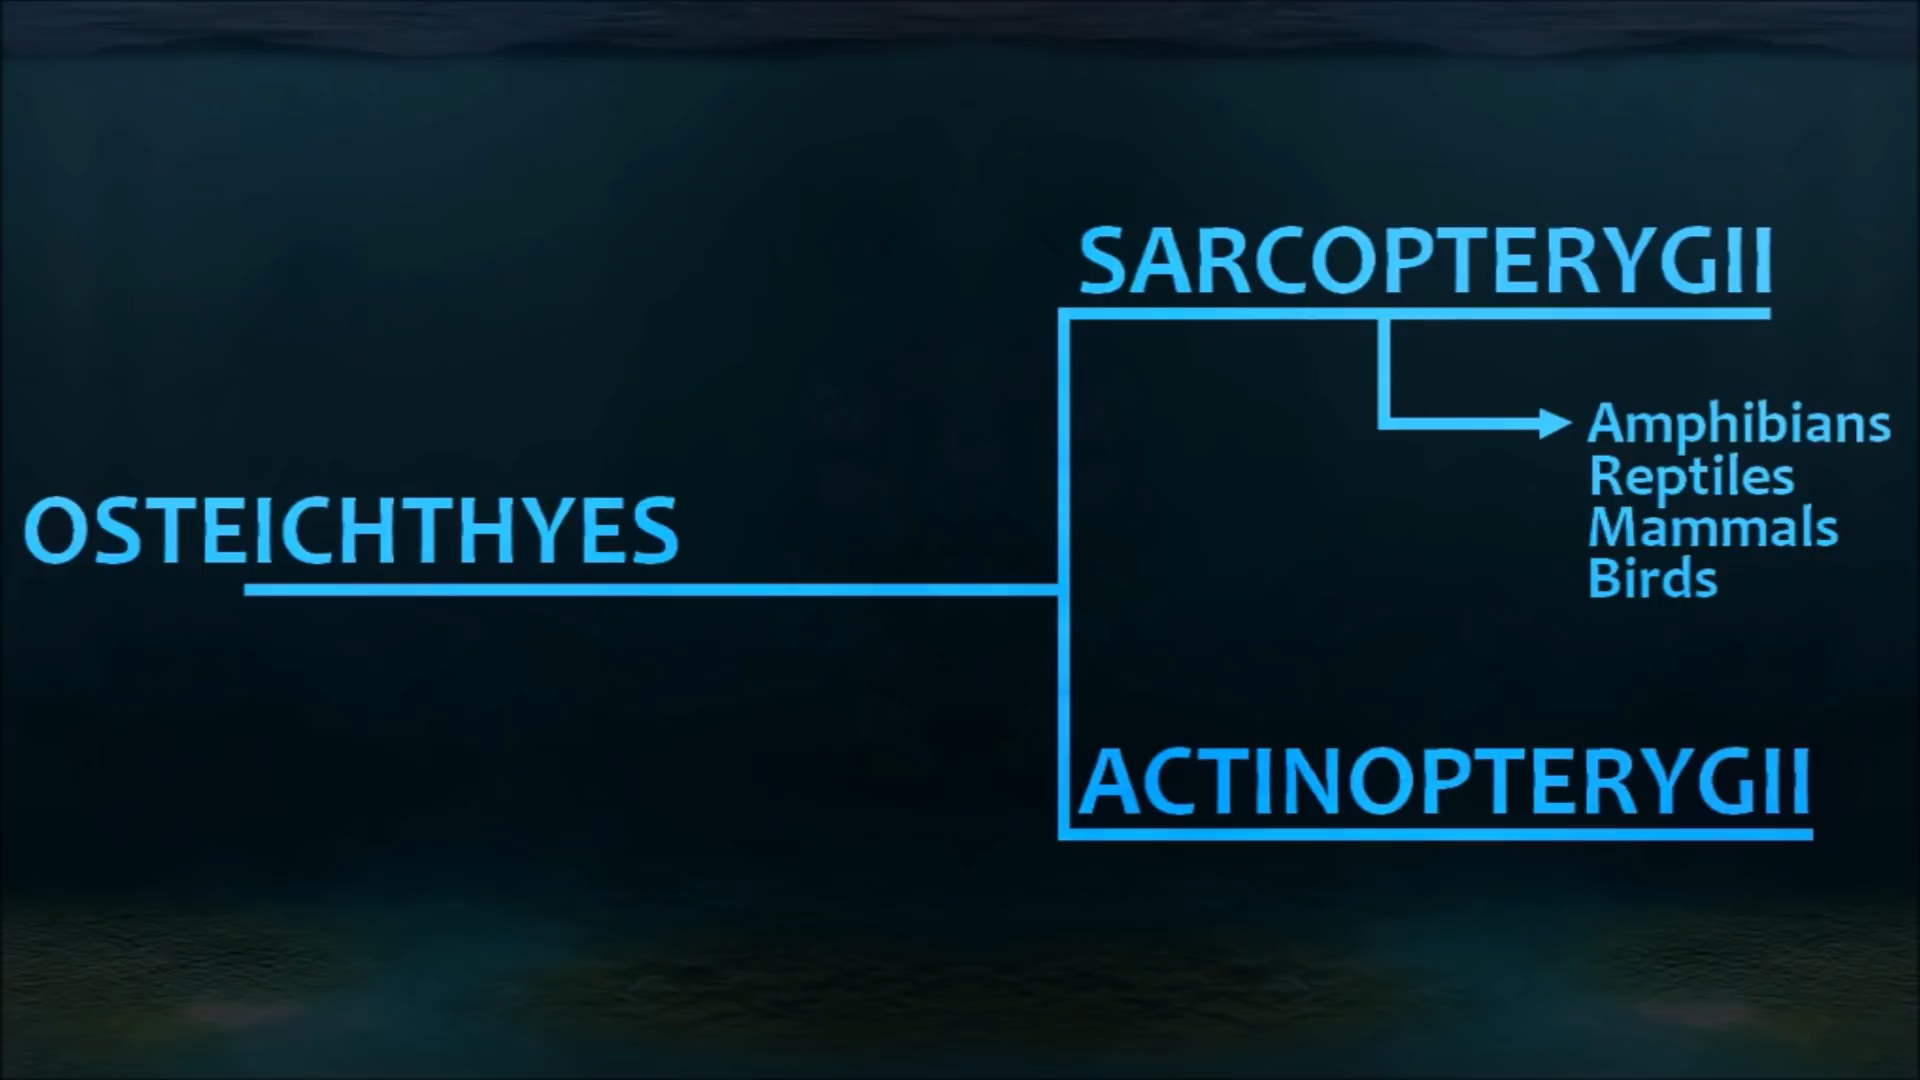 SARCOPTERYGII
Amphibians
Reptiles
Mammals
Birds
OSTEICHTHYES
ACTINOPTERYGII